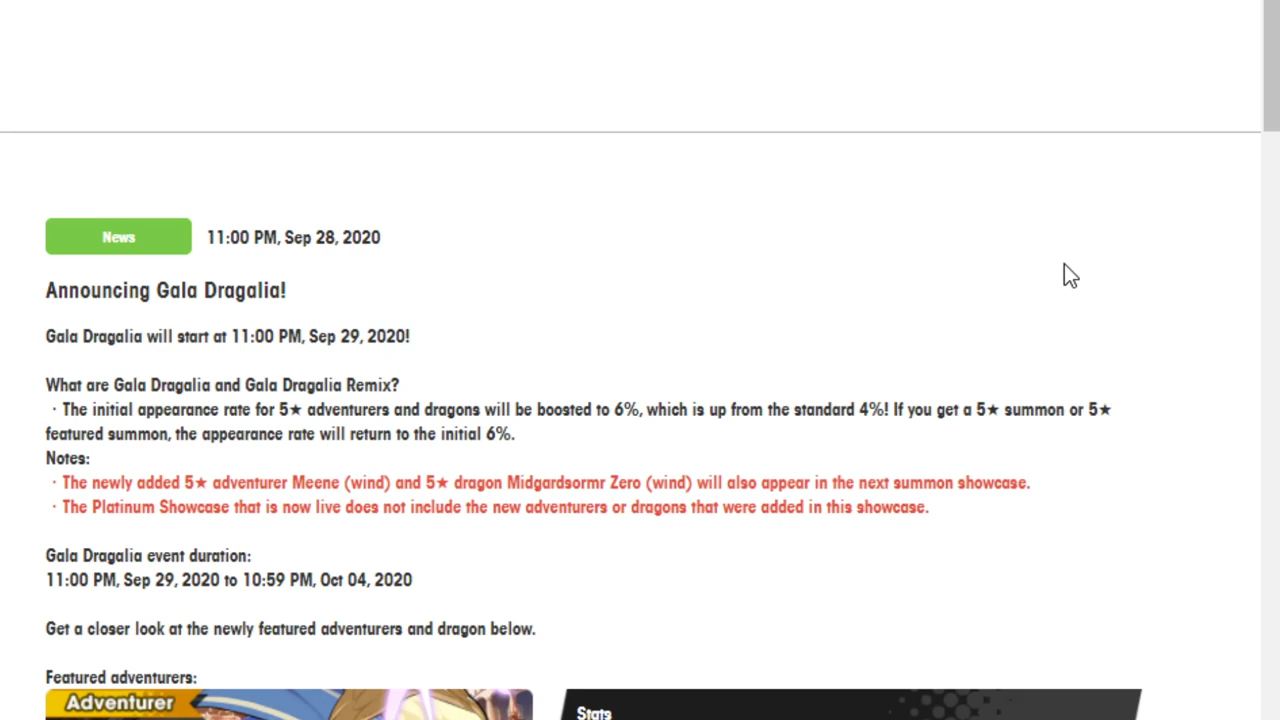 News 11:00 PM, Sep 28, 2020
Announcing Gala Dragalia!
Gala Dragalia will start at 11:00 PM, Sep 29, 2020!
What are Gala Dragalia and Gala Dragalia Remix?
· The initial appearance rate for 5★ adventurers and dragons will be boosted to 6%, which is up from the standard 4%! If you get a 5★ summon or 5★
featured summon, the appearance rate will return to the initial 6%.
Notes:
· The newly added 5★ adventurer Meene (wind) and 5★ dragon Midgardsormr Zero (wind) will also appear in the next summon showcase.
· The Platinum Showcase that is now live does not include the new adventurers or dragons that were added in this showcase.
Gala Dragalia event duration:
11:00 PM, Sep 29, 2020 to 10:59 PM, Oct 04, 2020
Get a closer look at the newly featured adventurers and dragon below.
Featured adventurers:
Adventurer
Stats